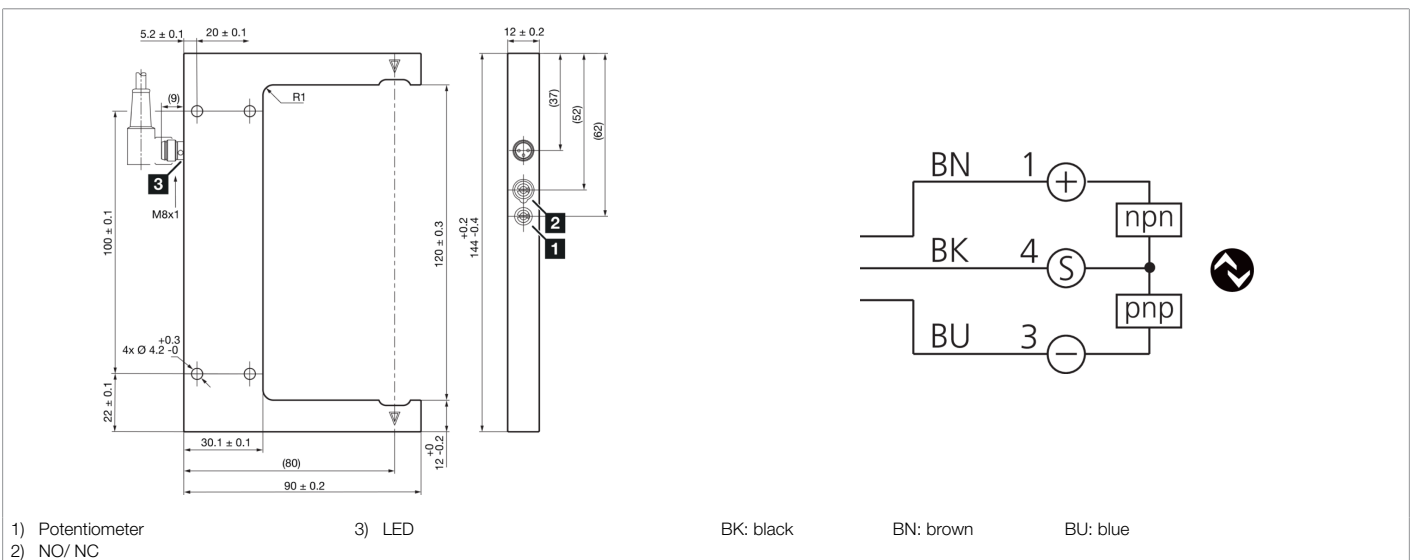 5.2 ± 0.1
20 ± 0.1
12 ± 0.2
(9)
R1
(37)
(52)
(62)
3
M8x1
2
1
100 ± 0.1
120 ± 0.3
+0.2
144 -0.4
+0.3
4x Ø 4.2 -0
22 ± 0.1
30.1 ± 0.1
+0
12 -0.2
(80)
90 ± 0.2
BN 1 +
npn
BK 4 S
pnp
BU 3 −
1) Potentiometer 3) LED BK: black BN: brown BU: blue
2) NO/ NC